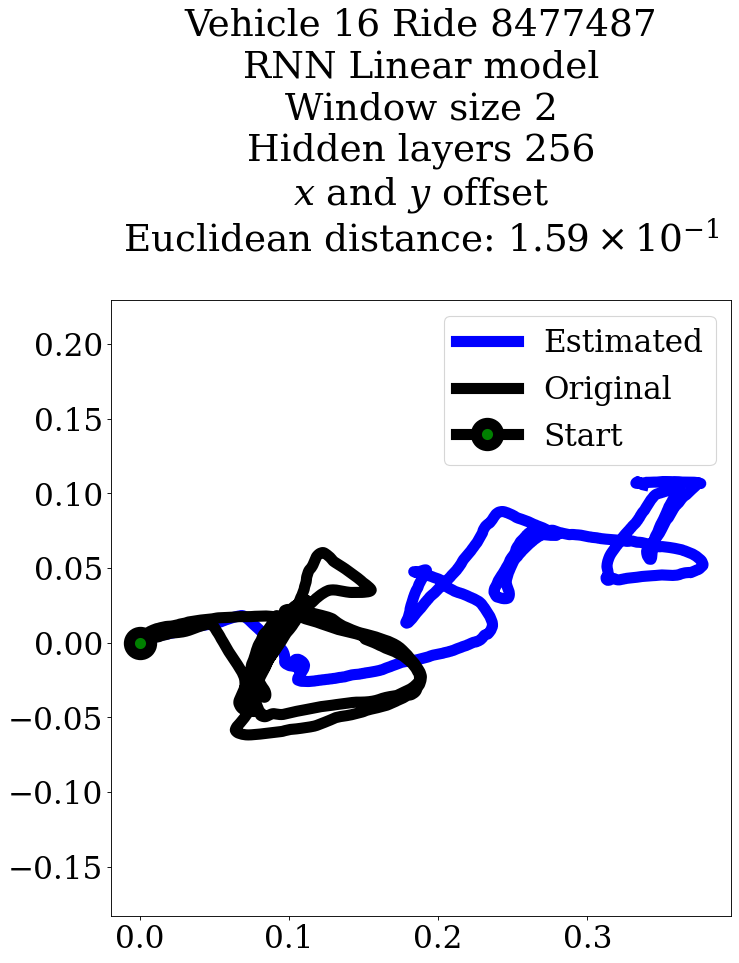 Vehicle 16 Ride 8477487
RNN Linear model
Window size 2
Hidden layers 256
x and y offset
Euclidean distance: 1.59 × 10⁻¹
Estimated
Original
Start
0.20
0.15
0.10
0.05
0.00
−0.05
−0.10
−0.15
0.0 0.1 0.2 0.3